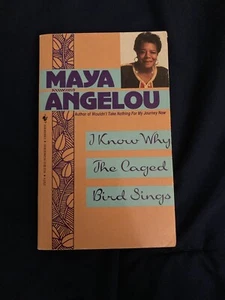 MAYA
ANGELOU
Author of Wouldn't Take Nothing For My Journey Now
I Know Why
The Caged
Bird Sings